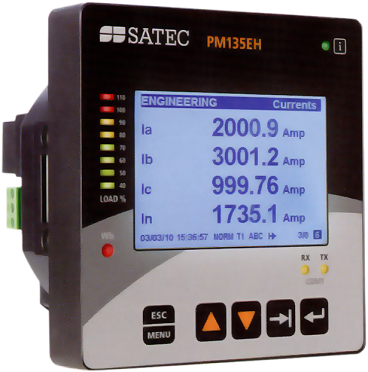 SATEC PM135EH
i
ENGINEERING Currents
Ia 2000.9 Amp
Ib 3001.2 Amp
Ic 999.76 Amp
In 1735.1 Amp
03/03/10 15:36:57 NORM T1 ABC 3/8
110
100
90
80
70
60
50
40
LOAD %
Wh
RX TX
COM1
ESC
MENU